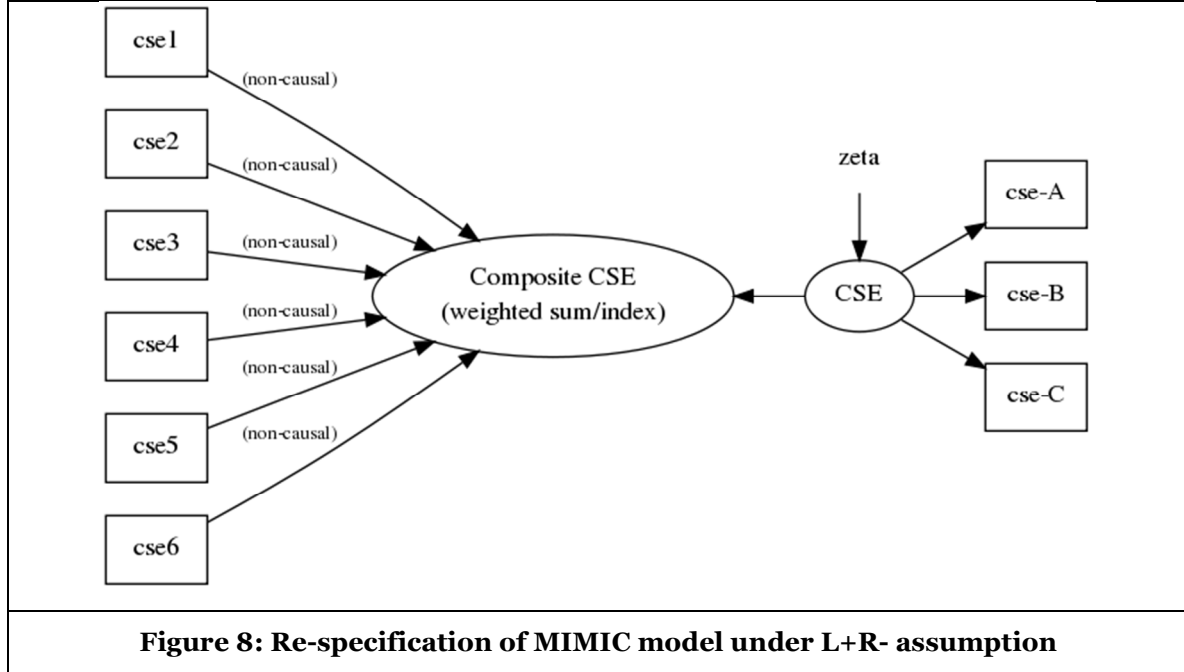 cse1
(non-causal)
cse2
(non-causal)
cse3
(non-causal)
cse4
(non-causal)
cse5
(non-causal)
cse6
(non-causal)
Composite CSE
(weighted sum/index)
zeta
CSE
cse-A
cse-B
cse-C
Figure 8: Re-specification of MIMIC model under L+R- assumption